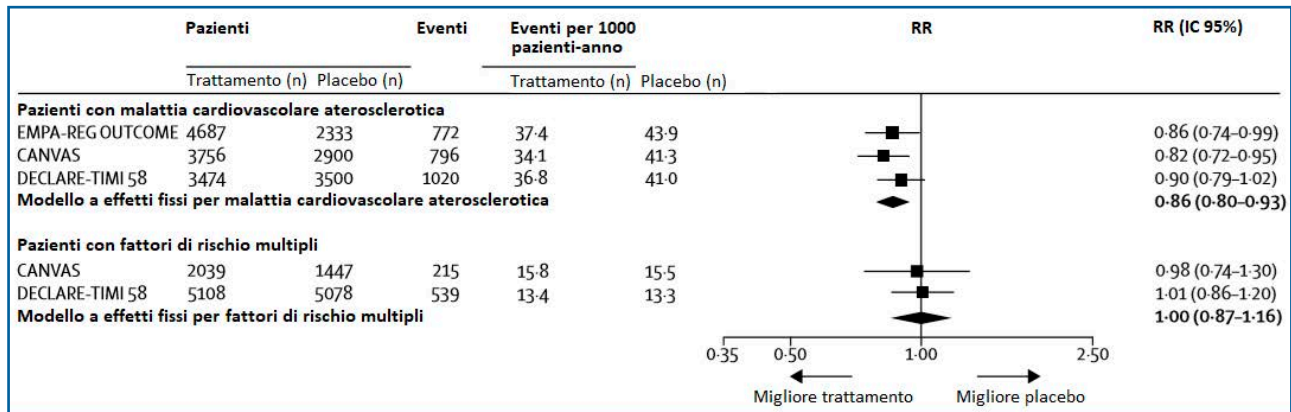 Pazienti Eventi Eventi per 1000 pazienti-anno RR RR (IC 95%)
Trattamento (n) Placebo (n) Trattamento (n) Placebo (n)
Pazienti con malattia cardiovascolare aterosclerotica
EMPA-REG OUTCOME 4687 2333 772 37·4 43·9 0·86 (0·74–0·99)
CANVAS 3756 2900 796 34·1 41·3 0·82 (0·72–0·95)
DECLARE-TIMI 58 3474 3500 1020 36·8 41·0 0·90 (0·79–1·02)
Modello a effetti fissi per malattia cardiovascolare aterosclerotica 0·86 (0·80–0·93)
Pazienti con fattori di rischio multipli
CANVAS 2039 1447 215 15·8 15·5 0·98 (0·74–1·30)
DECLARE-TIMI 58 5108 5078 539 13·4 13·3 1·01 (0·86–1·20)
Modello a effetti fissi per fattori di rischio multipli 1·00 (0·87–1·16)
0·35 0·50 1·00 2·50
Migliore trattamento Migliore placebo